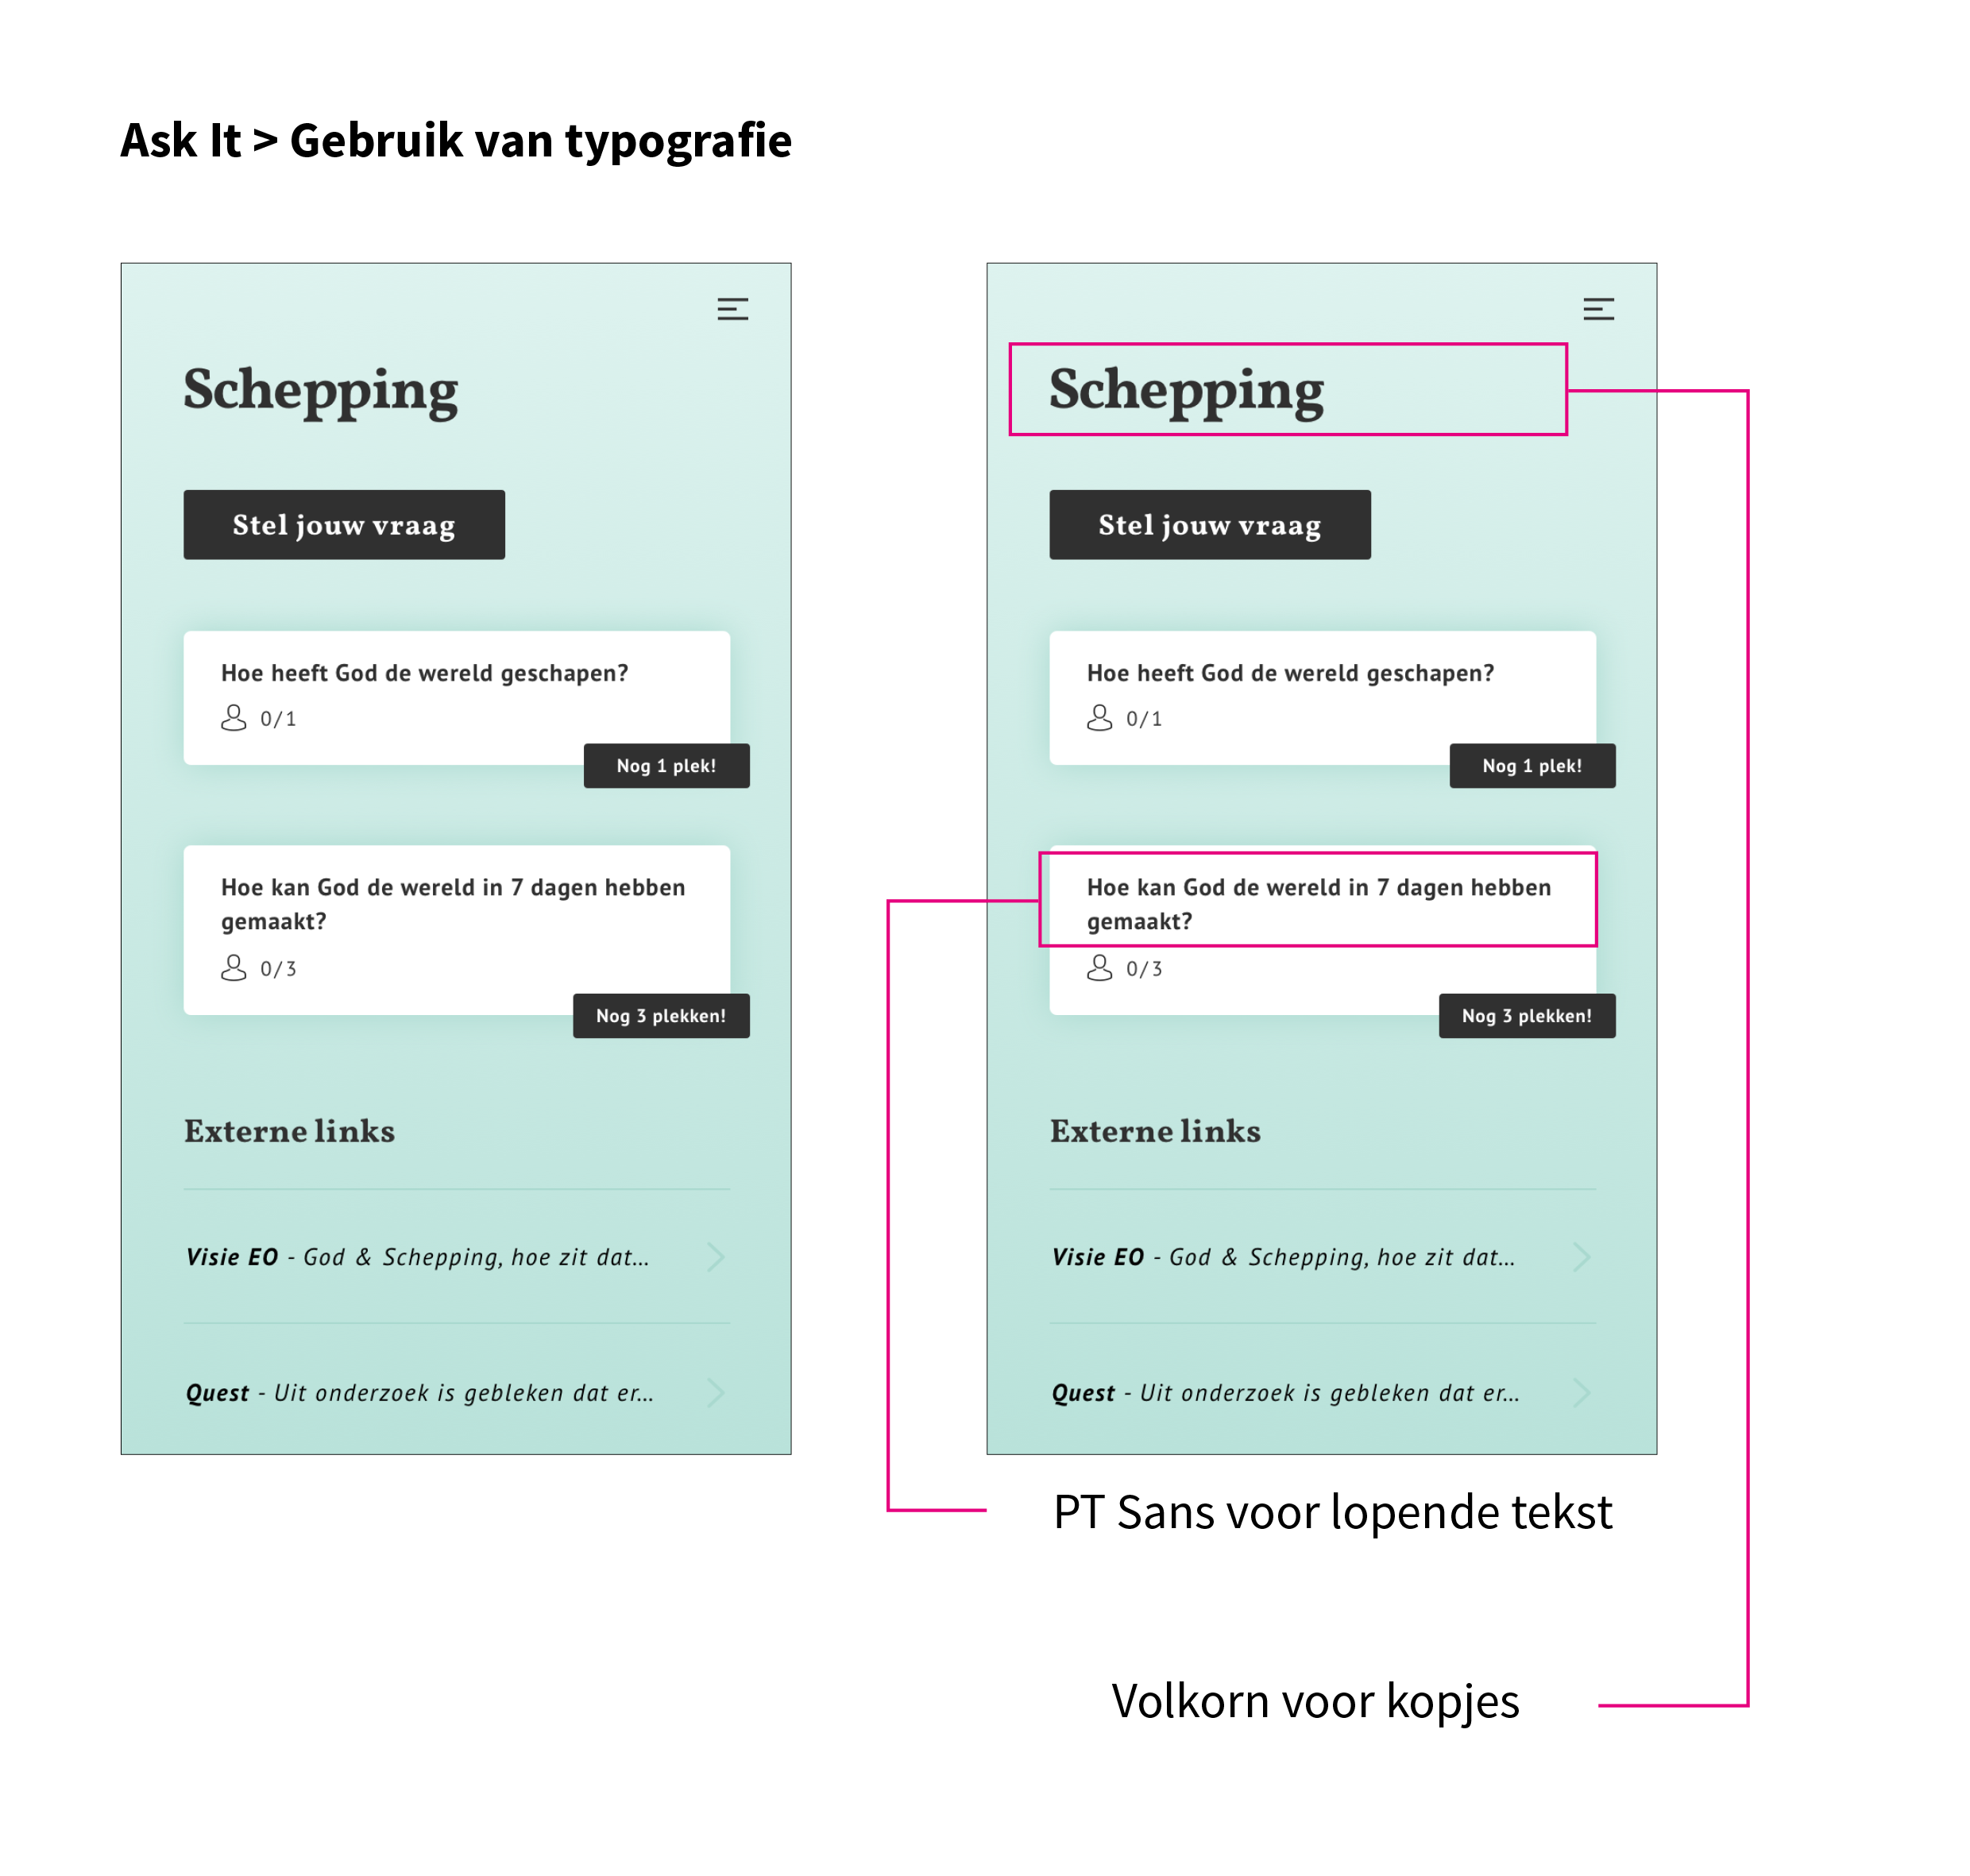 Ask It > Gebruik van typografie
Schepping
Stel jouw vraag
Hoe heeft God de wereld geschapen?
0/1
Nog 1 plek!
Hoe kan God de wereld in 7 dagen hebben
gemaakt?
0/3
Nog 3 plekken!
Externe links
Visie EO - God & Schepping, hoe zit dat...
Quest - Uit onderzoek is gebleken dat er...
Schepping
Stel jouw vraag
Hoe heeft God de wereld geschapen?
0/1
Nog 1 plek!
Hoe kan God de wereld in 7 dagen hebben
gemaakt?
0/3
Nog 3 plekken!
Externe links
Visie EO - God & Schepping, hoe zit dat...
Quest - Uit onderzoek is gebleken dat er...
PT Sans voor lopende tekst
Volkorn voor kopjes